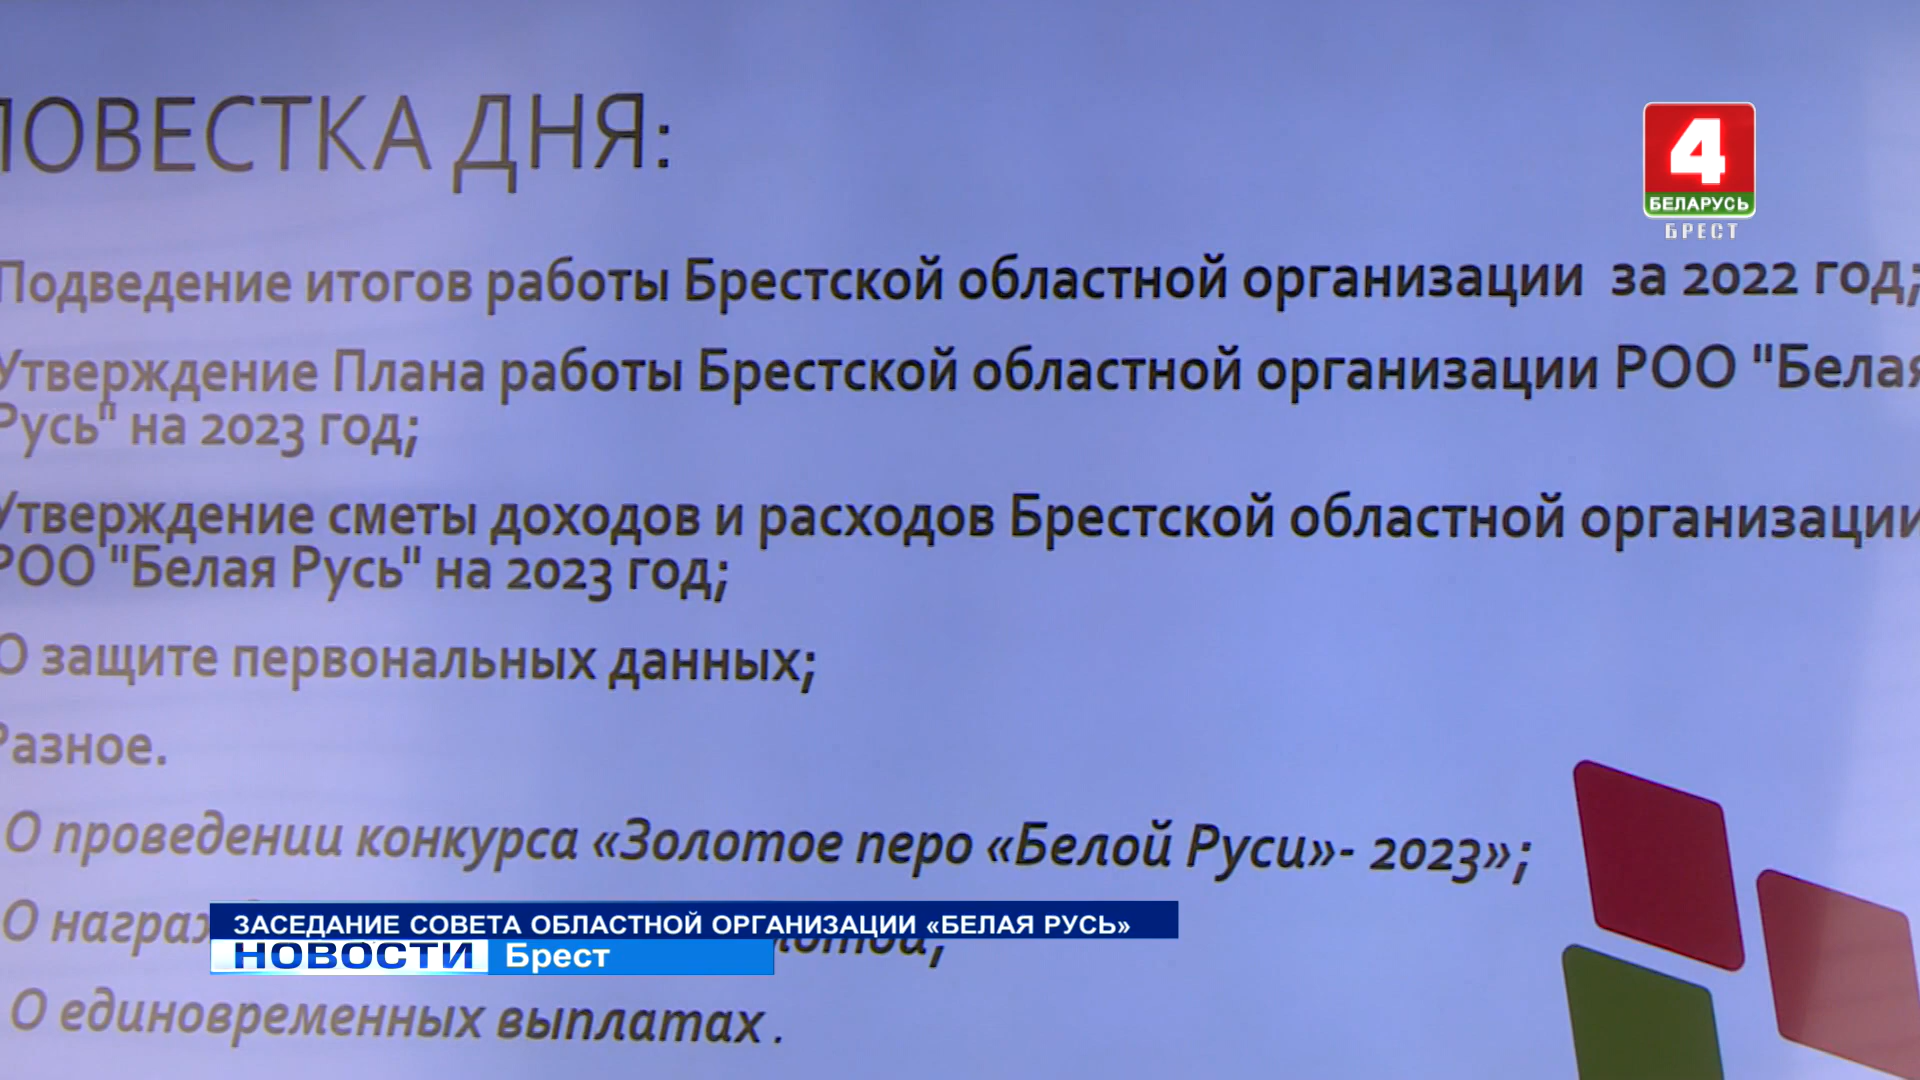 ПОВЕСТКА ДНЯ:
4
БЕЛАРУСЬ
БРЕСТ
Подведение итогов работы Брестской областной организации за 2022 год;
Утверждение Плана работы Брестской областной организации РОО "Белая
Русь" на 2023 год;
Утверждение сметы доходов и расходов Брестской областной организации
РОО "Белая Русь" на 2023 год;
О защите первональных данных;
Разное.
О проведении конкурса «Золотое перо «Белой Руси»- 2023»;
О
ЗАСЕДАНИЕ СОВЕТА ОБЛАСТНОЙ ОРГАНИЗАЦИИ «БЕЛАЯ РУСЬ»
НОВОСТИ Брест
О единовременных выплатах .